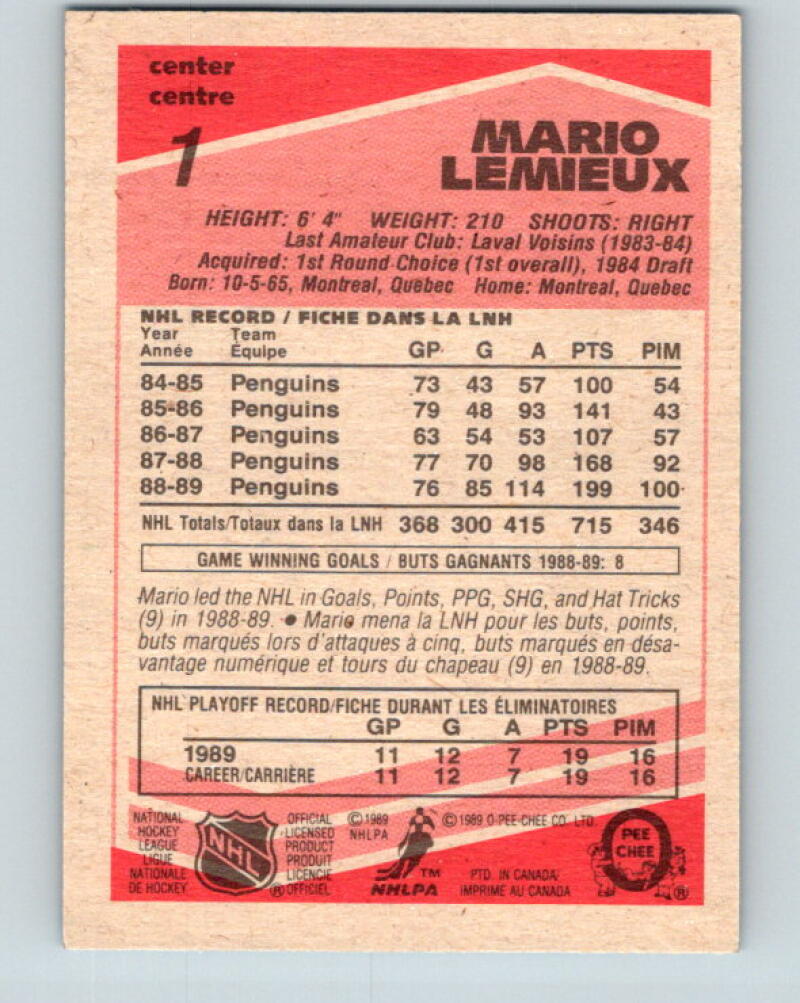 center
centre
1
MARIO
LEMIEUX
HEIGHT: 6' 4" WEIGHT: 210 SHOOTS: RIGHT
Last Amateur Club: Laval Voisins (1983-84)
Acquired: 1st Round Choice (1st overall), 1984 Draft
Born: 10-5-65, Montreal, Quebec Home: Montreal, Quebec
NHL RECORD / FICHE DANS LA LNH
Year Team
Année Équipe GP G A PTS PIM
84-85 Penguins 73 43 57 100 54
85-86 Penguins 79 48 93 141 43
86-87 Penguins 63 54 53 107 57
87-88 Penguins 77 70 98 168 92
88-89 Penguins 76 85 114 199 100
NHL Totals/Totaux dans la LNH 368 300 415 715 346
GAME WINNING GOALS / BUTS GAGNANTS 1988-89: 8
Mario led the NHL in Goals, Points, PPG, SHG, and Hat Tricks
(9) in 1988-89. ● Mario mena la LNH pour les buts, points,
buts marqués lors d'attaques à cinq, buts marqués en désa-
vantage numérique et tours du chapeau (9) en 1988-89.
NHL PLAYOFF RECORD/FICHE DURANT LES ÉLIMINATOIRES
GP G A PTS PIM
1989 11 12 7 19 16
CAREER/CARRIÈRE 11 12 7 19 16
NATIONAL
HOCKEY
LEAGUE
LIGUE
NATIONALE
DE HOCKEY
NHL
OFFICIAL
LICENSED
PRODUCT
PRODUIT
LICENCIÉ
® OFFICIEL
© 1989
NHLPA
TM
NHLPA
© 1989 O-PEE-CHEE CO. LTD.
PTD. IN CANADA/
IMPRIMÉ AU CANADA
PEE
CHEE
®